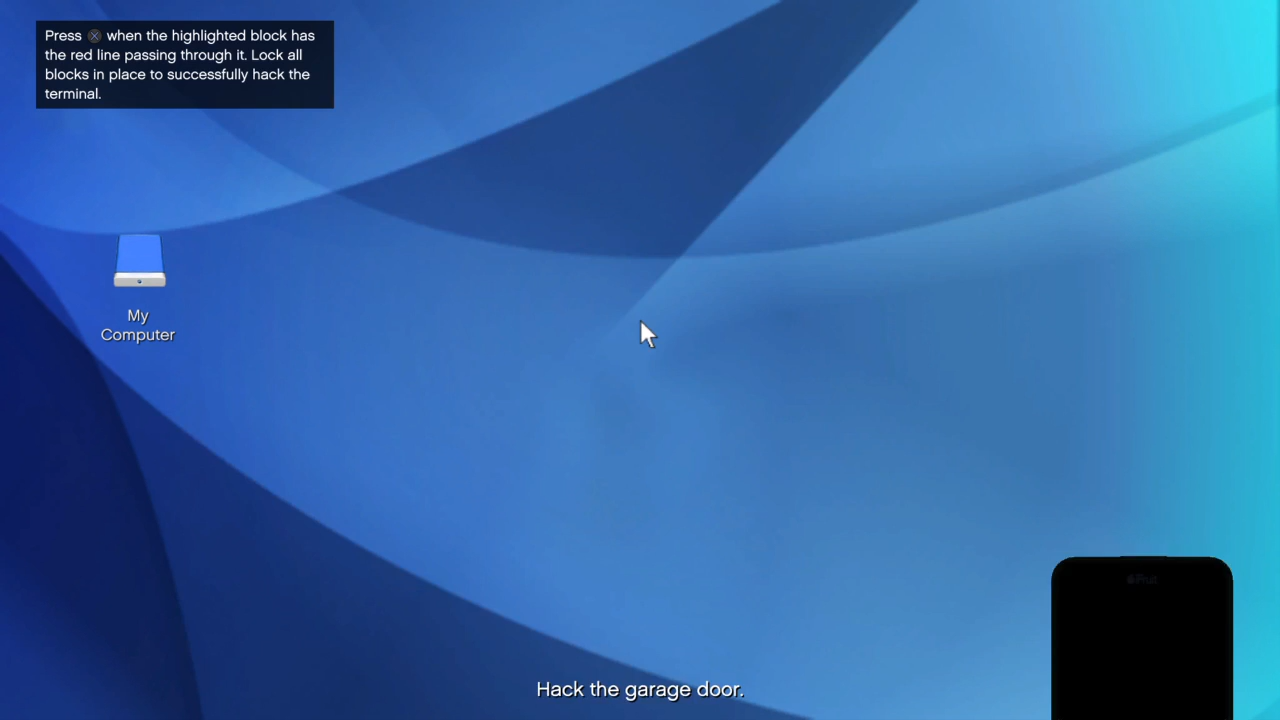 Press ⓧ when the highlighted block has
the red line passing through it. Lock all
blocks in place to successfully hack the
terminal.
My
Computer
Hack the garage door.